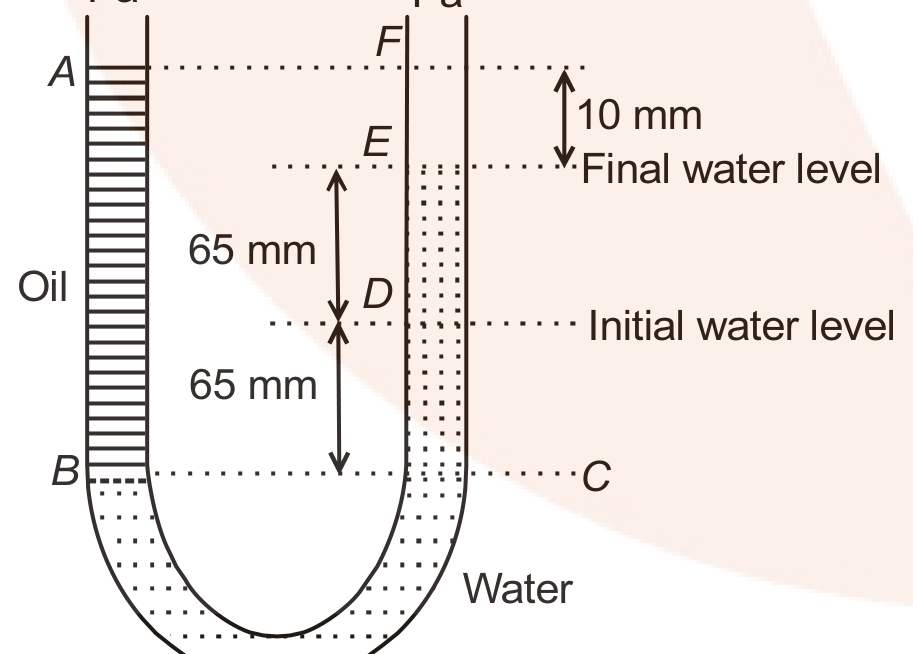 F
A
10 mm
E
Final water level
65 mm
Oil
D
Initial water level
65 mm
B
C
Water